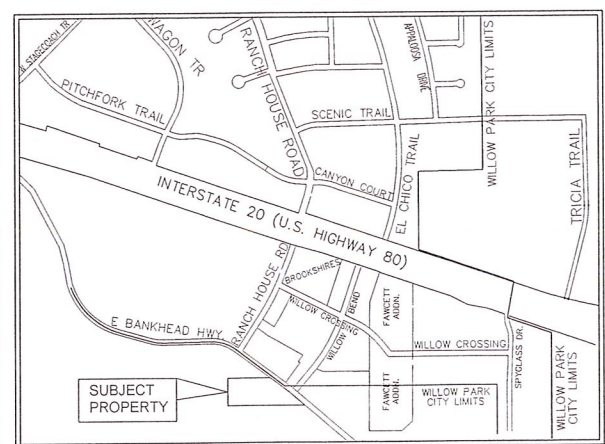 W STAGECOACH TR
WAGON TR
RANCH HOUSE ROAD
APPALOOSA DRIVE
WILLOW PARK CITY LIMITS
PITCHFORK TRAIL
SCENIC TRAIL
EL CHICO TRAIL
TRICIA TRAIL
CANYON COURT
INTERSTATE 20 (U.S. HIGHWAY 80)
RANCH HOUSE RD
BROOKSHIRES
WILLOW CROSSING
WILLOW BEND
FAWCETT
ADDN.
E BANKHEAD HWY.
WILLOW CROSSING
SPYGLASS DR.
SUBJECT
PROPERTY
FAWCETT
ADDN.
WILLOW PARK
CITY LIMITS
WILLOW PARK
CITY LIMITS